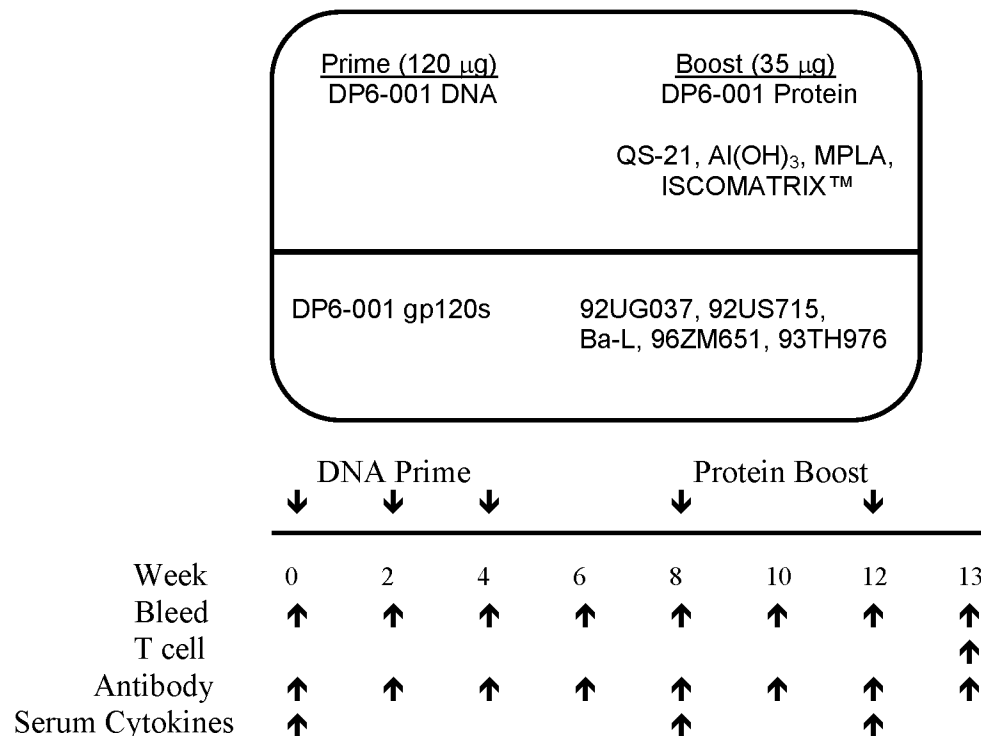 Prime (120 µg) Boost (35 µg)
DP6-001 DNA DP6-001 Protein
QS-21, Al(OH)₃, MPLA,
ISCOMATRIX™
DP6-001 gp120s 92UG037, 92US715,
Ba-L, 96ZM651, 93TH976
DNA Prime Protein Boost
Week 0 2 4 6 8 10 12 13
Bleed
T cell
Antibody
Serum Cytokines